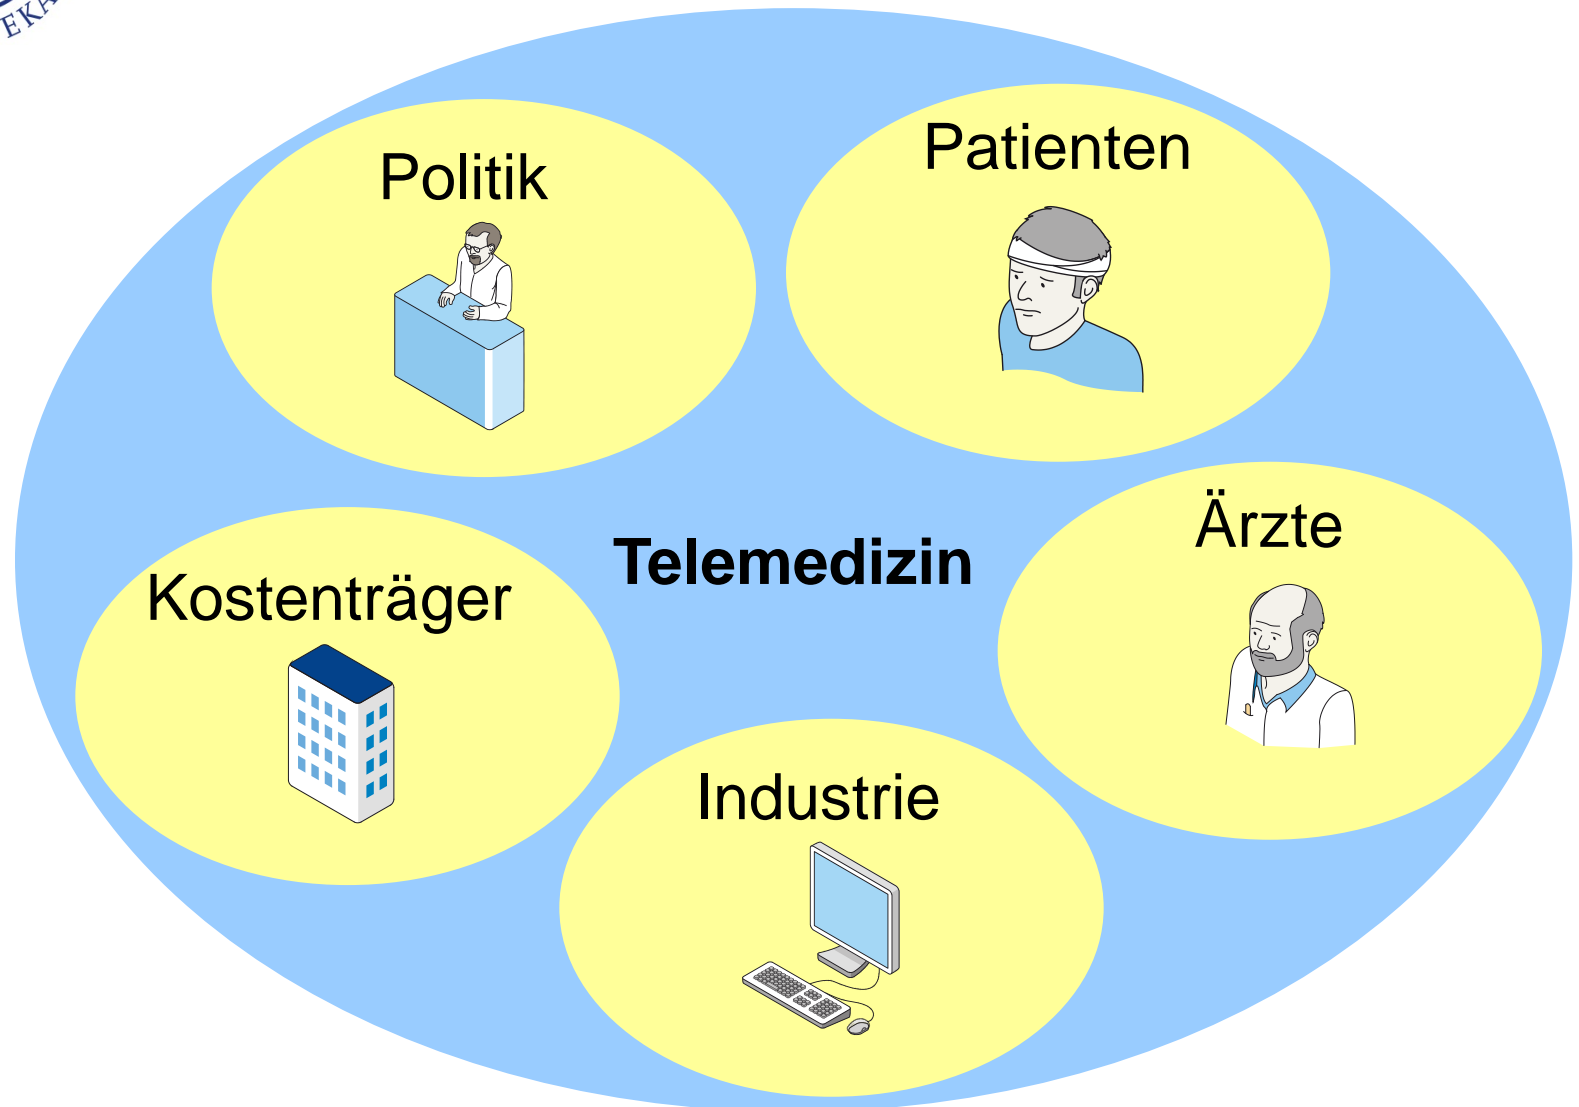 Politik
Patienten
Ärzte
Telemedizin
Kostenträger
Industrie